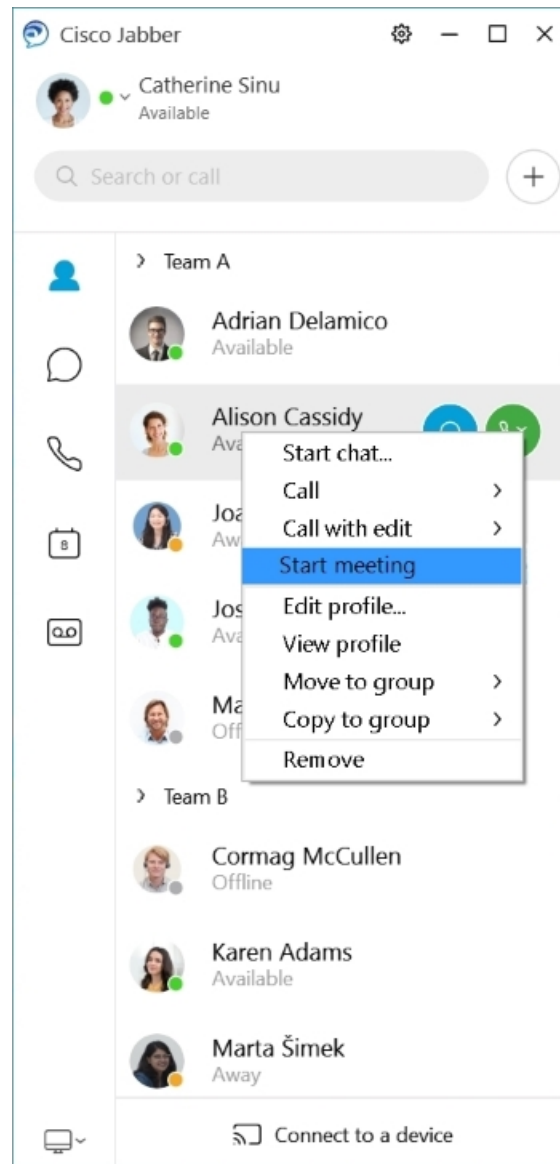 Cisco Jabber
Catherine Sinu
Available
Search or call
Team A
Adrian Delamico
Available
Alison Cassidy
Start chat...
Call
Call with edit
Start meeting
Edit profile...
View profile
Move to group
Copy to group
Remove
8
Team B
Cormag McCullen
Offline
Karen Adams
Available
Marta Šimek
Away
Connect to a device